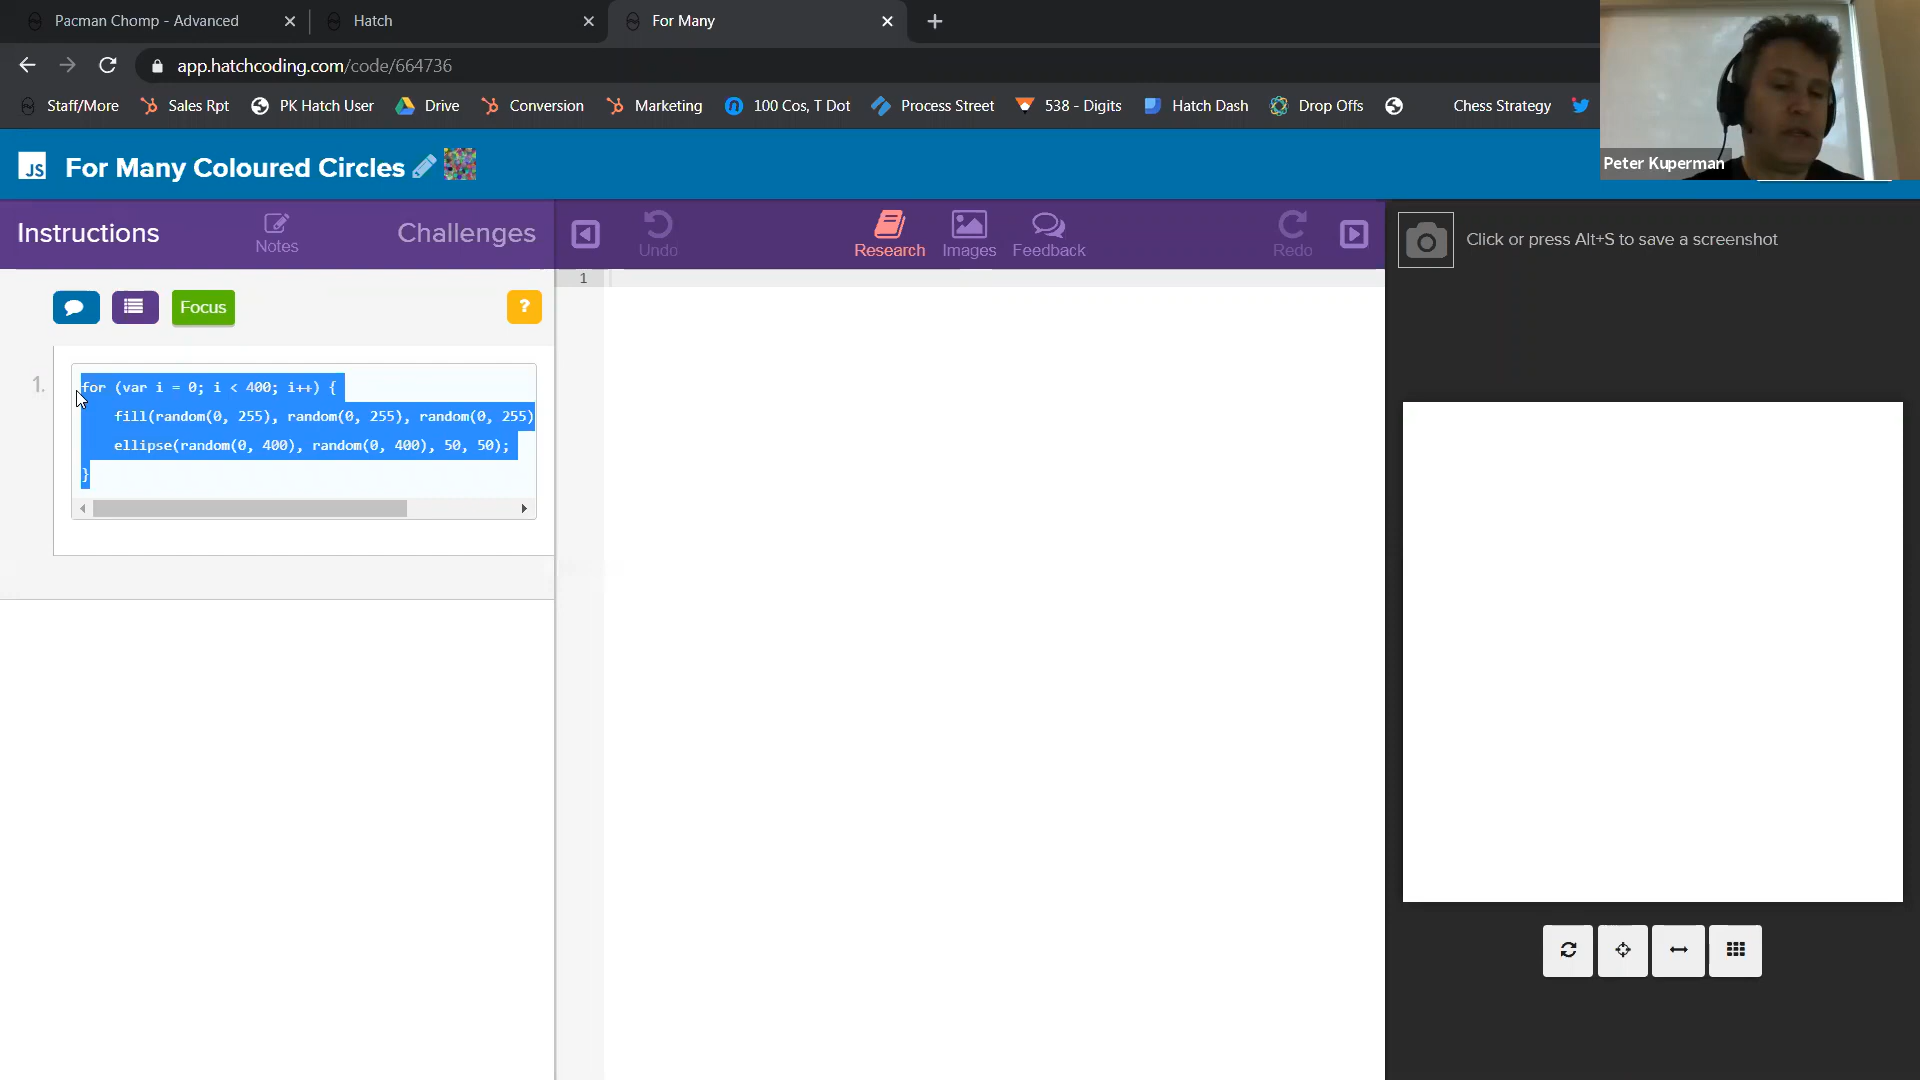 Pacman Chomp - Advanced
Hatch
For Many
app.hatchcoding.com/code/664736
Staff/More Sales Rpt PK Hatch User Drive Conversion Marketing 100 Cos, T Dot Process Street 538 - Digits Hatch Dash Drop Offs Chess Strategy
Peter Kuperman
JS For Many Coloured Circles
Instructions Notes Challenges Undo Research Images Feedback Redo
Click or press Alt+S to save a screenshot
Focus ?
1
1.
for (var i = 0; i < 400; i++) {
fill(random(0, 255), random(0, 255), random(0, 255)
ellipse(random(0, 400), random(0, 400), 50, 50);
}